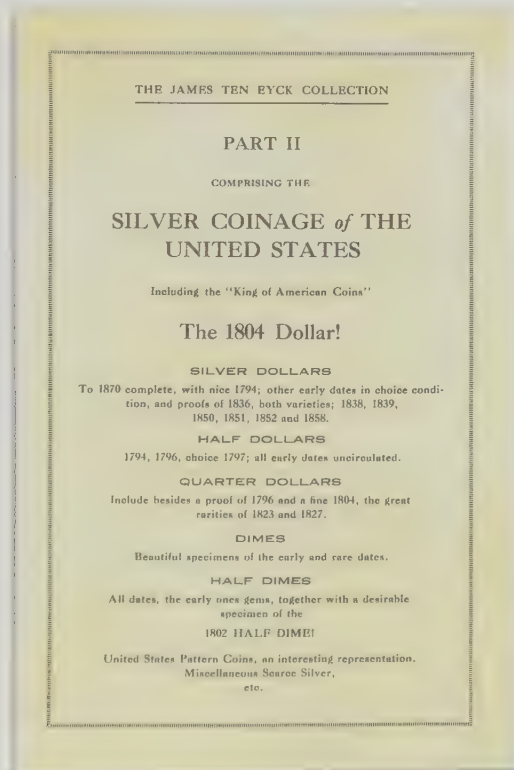 THE JAMES TEN EYCK COLLECTION
PART II
COMPRISING THE
SILVER COINAGE of THE
UNITED STATES
Including the "King of American Coins"
The 1804 Dollar!
SILVER DOLLARS
To 1870 complete, with nice 1794; other early dates in choice condi-
tion, and proofs of 1836, both varieties; 1838, 1839,
1850, 1851, 1852 and 1858.
HALF DOLLARS
1794, 1796, choice 1797; all early dates uncirculated.
QUARTER DOLLARS
Include besides a proof of 1796 and a fine 1804, the great
rarities of 1823 and 1827.
DIMES
Beautiful specimens of the early and rare dates.
HALF DIMES
All dates, the early ones gems, together with a desirable
specimen of the
1802 HALF DIME!
United States Pattern Coins, an interesting representation.
Miscellaneous Scarce Silver,
etc.